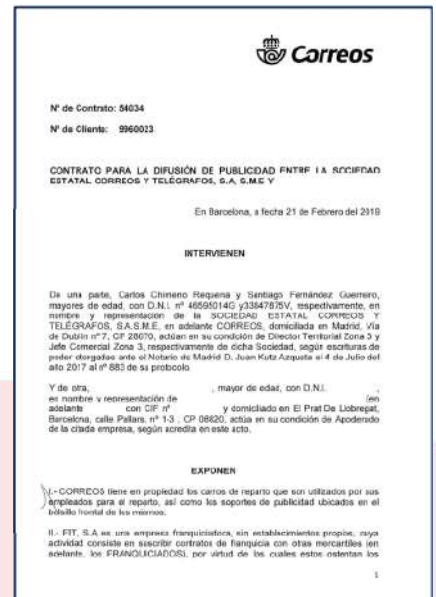 Correos
Nº de Contrato: 54034
Nº de Cliente: 9960023
CONTRATO PARA LA DIFUSIÓN DE PUBLICIDAD ENTRE LA SOCIEDAD
ESTATAL CORREOS Y TELÉGRAFOS, S.A, S.M.E Y
En Barcelona, a fecha 21 de Febrero del 2018
INTERVIENEN
De una parte, Carlos Chimeno Requena y Santiago Fernández Guerrero,
mayores de edad, con D.N.I. nº 46595014G y33847875V, respectivamente, en
nombre y representación de la SOCIEDAD ESTATAL CORREOS Y
TELÉGRAFOS, S.A.S.M.E, en adelante CORREOS, domiciliada en Madrid, Vía
de Dublín nº7, CP 28070, actúan en su condición de Director Territorial Zona 3 y
Jefe Comercial Zona 3, respectivamente de dicha Sociedad, según escrituras de
poder otorgadas ante el Notario de Madrid D. Juan Kutz Azqueta el 4 de Julio del
año 2017 al nº 883 de su protocolo
Y de otra, , mayor de edad, con D.N.I. ,
en nombre y representación de (en
adelante con CIF nº y domiciliado en El Prat De Llobregat,
Barcelona, calle Pallars, nº 1-3 , CP 08820, actúa en su condición de Apoderado
de la citada empresa, según acredita en este acto.
EXPONEN
I.- CORREOS tiene en propiedad los carros de reparto que son utilizados por sus
empleados para el reparto, así como los soportes de publicidad ubicados en el
bolsillo frontal de los mismos.
II.- FIT, S.A es una empresa franquiciadora, sin establecimientos propios, cuya
actividad consiste en suscribir contratos de franquicia con otras mercantiles (en
adelante, los FRANQUICIADOS), por virtud de los cuales estos ostentan los
1